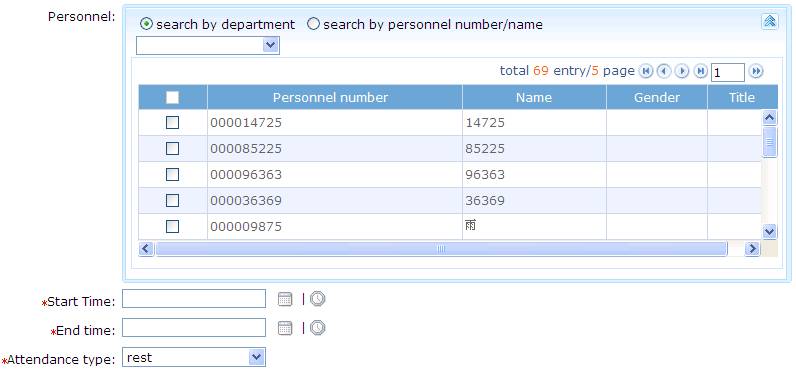 Personnel: search by department search by personnel number/name
total 69 entry/5 page 1
Personnel number Name Gender Title
000014725 14725
000085225 85225
000096363 96363
000036369 36369
000009875 雨
*Start Time:
*End time:
*Attendance type: rest